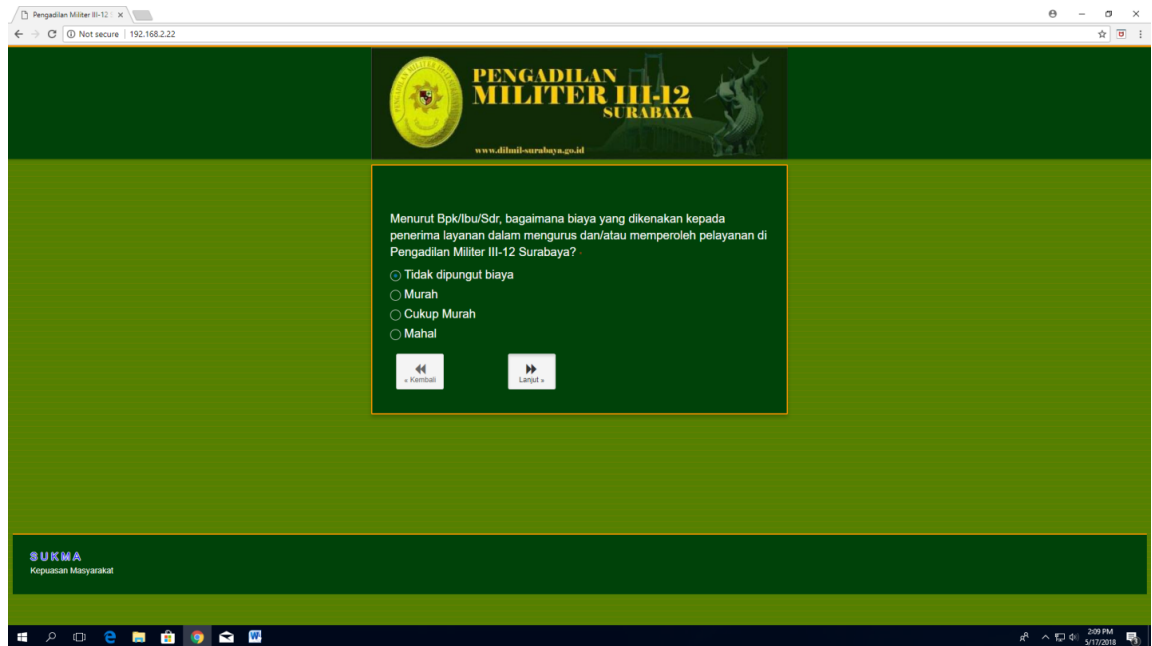 Pengadilan Militer III-12
Not secure | 192.168.2.22
PENGADILAN
MILITER III-12
SURABAYA
www.dilmil-surabaya.go.id
Menurut Bpk/Ibu/Sdr, bagaimana biaya yang dikenakan kepada
penerima layanan dalam mengurus dan/atau memperoleh pelayanan di
Pengadilan Militer III-12 Surabaya?
Tidak dipungut biaya
Murah
Cukup Murah
Mahal
« Kembali
Lanjut »
SUKMA
Kepuasan Masyarakat
2:09 PM
5/17/2018